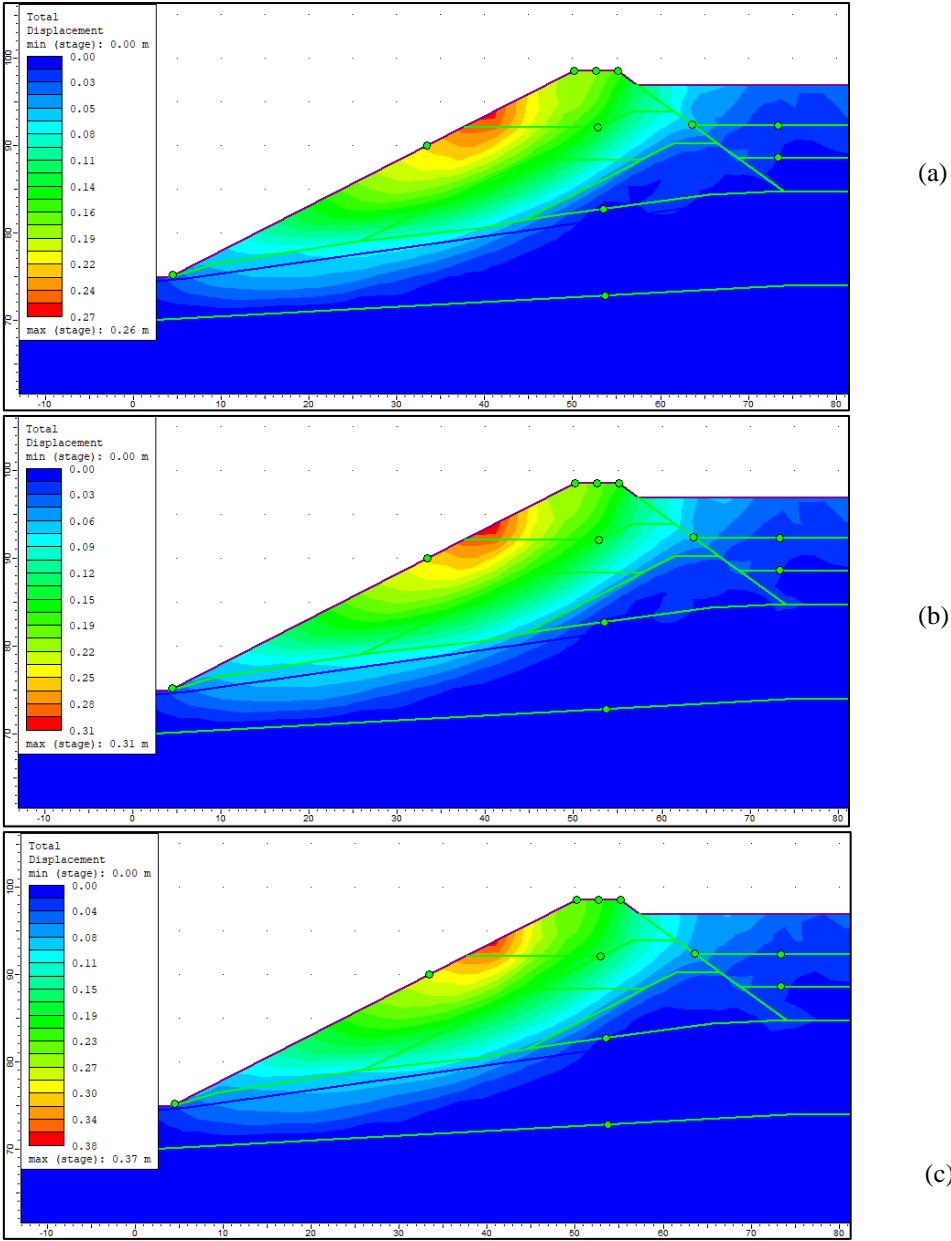 Total
Displacement
min (stage): 0.00 m
0.00
0.03
0.05
0.08
0.11
0.14
0.16
0.19
0.22
0.24
0.27
max (stage): 0.26 m
100
90
80
70
-10 0 10 20 30 40 50 60 70 80
(a)
Total
Displacement
min (stage): 0.00 m
0.00
0.03
0.06
0.09
0.12
0.15
0.19
0.22
0.25
0.28
0.31
max (stage): 0.31 m
100
90
80
70
-10 0 10 20 30 40 50 60 70 80
(b)
Total
Displacement
min (stage): 0.00 m
0.00
0.04
0.08
0.11
0.15
0.19
0.23
0.27
0.30
0.34
0.38
max (stage): 0.37 m
100
90
80
70
-10 0 10 20 30 40 50 60 70 80
(c)